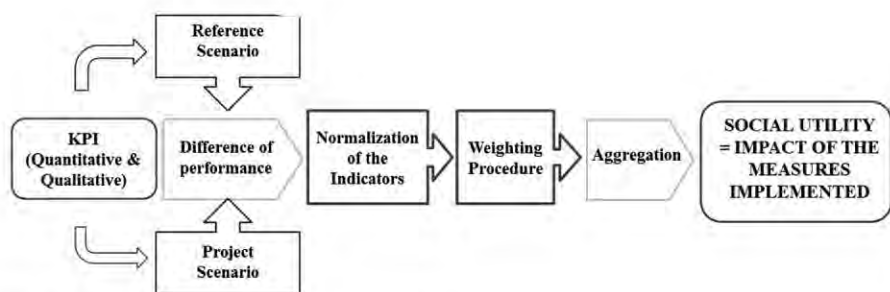 Reference
Scenario
KPI
(Quantitative &
Qualitative)
Difference of
performance
Normalization
of the
Indicators
Weighting
Procedure
Aggregation
SOCIAL UTILITY
= IMPACT OF THE
MEASURES
IMPLEMENTED
Project
Scenario